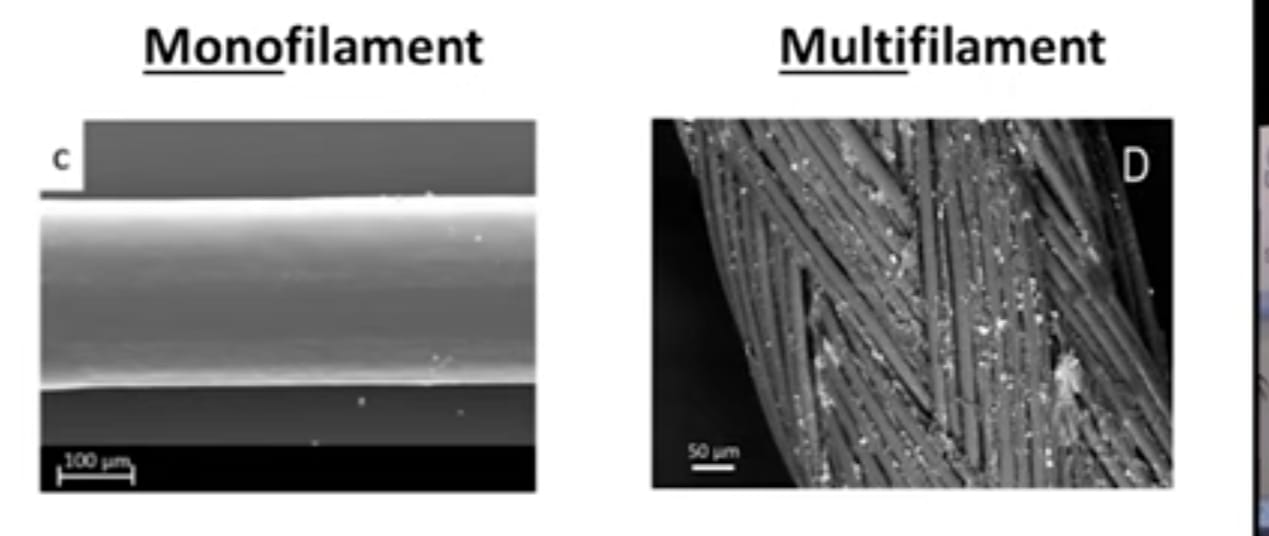 Monofilament
Multifilament
C
D
100 µm
50 µm